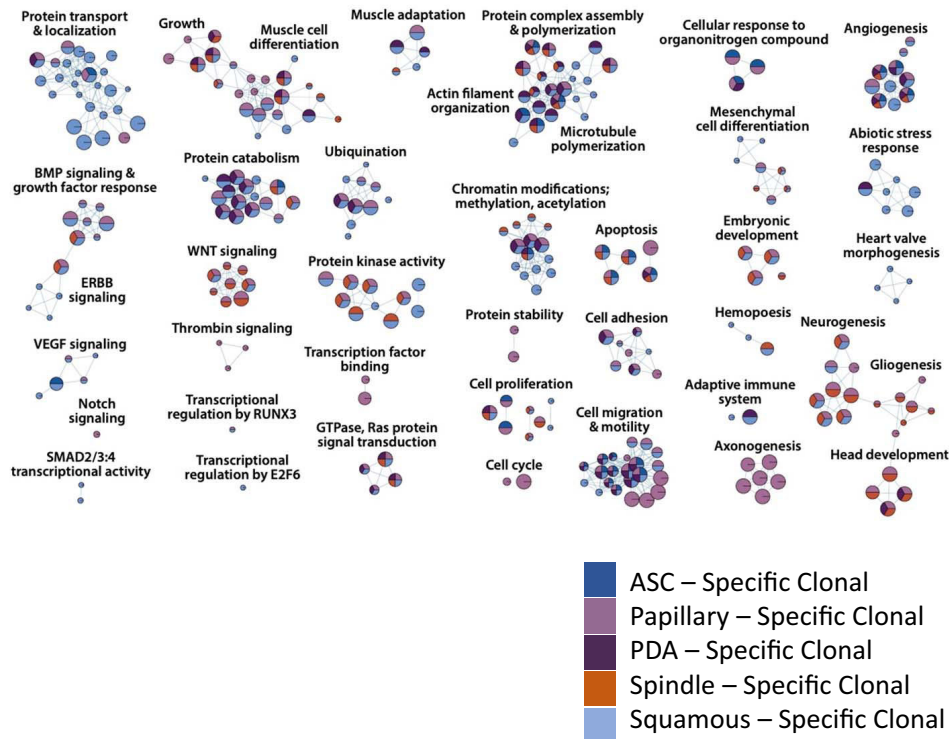 Protein transport
& localization
Growth
Muscle cell
differentiation
Muscle adaptation
Protein complex assembly
& polymerization
Actin filament
organization
Microtubule
polymerization
Cellular response to
organonitrogen compound
Angiogenesis
Mesenchymal
cell differentiation
Abiotic stress
response
BMP signaling &
growth factor response
Protein catabolism
Ubiquination
Chromatin modifications;
methylation, acetylation
Apoptosis
Embryonic
development
Heart valve
morphogenesis
ERBB
signaling
WNT signaling
Protein kinase activity
VEGF signaling
Thrombin signaling
Transcription factor
binding
Protein stability
Cell adhesion
Hemopoesis
Neurogenesis
Gliogenesis
Notch
signaling
Transcriptional
regulation by RUNX3
GTPase, Ras protein
signal transduction
Cell proliferation
Cell migration
& motility
Adaptive immune
system
SMAD2/3:4
transcriptional activity
Transcriptional
regulation by E2F6
Cell cycle
Axonogenesis
Head development
ASC – Specific Clonal
Papillary – Specific Clonal
PDA – Specific Clonal
Spindle – Specific Clonal
Squamous – Specific Clonal